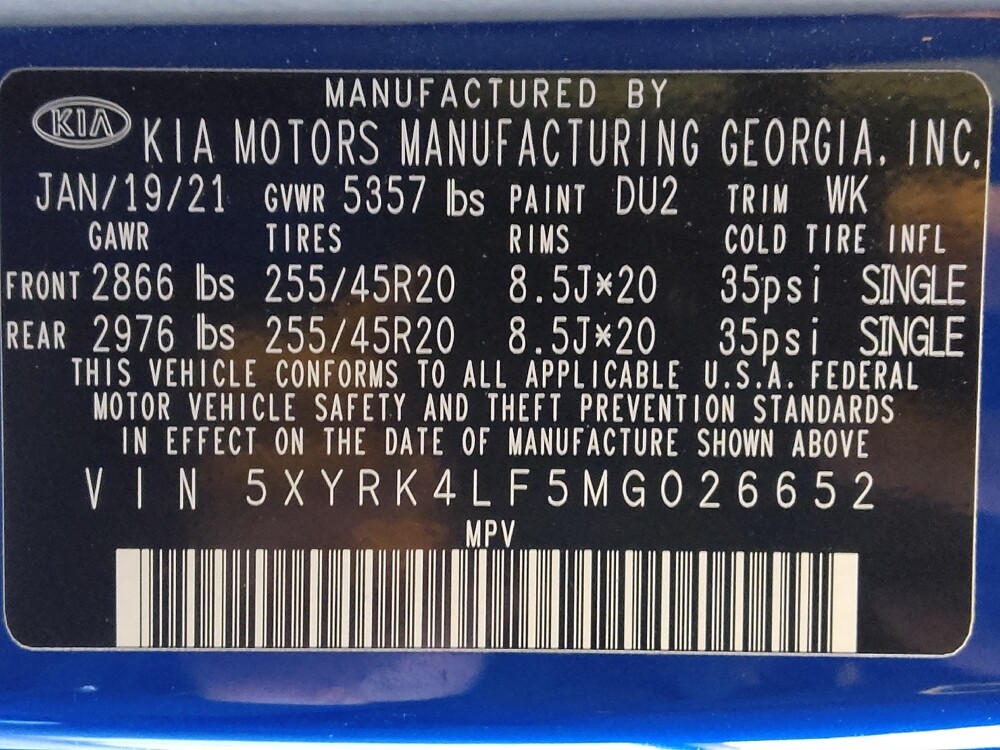 MANUFACTURED BY
KIA KIA MOTORS MANUFACTURING GEORGIA, INC.
JAN/19/21 GVWR 5357 lbs PAINT DU2 TRIM WK
GAWR TIRES RIMS COLD TIRE INFL
FRONT 2866 lbs 255/45R20 8.5J*20 35psi SINGLE
REAR 2976 lbs 255/45R20 8.5J*20 35psi SINGLE
THIS VEHICLE CONFORMS TO ALL APPLICABLE U.S.A. FEDERAL
MOTOR VEHICLE SAFETY AND THEFT PREVENTION STANDARDS
IN EFFECT ON THE DATE OF MANUFACTURE SHOWN ABOVE
VIN 5XYRK4LF5MG026652
MPV